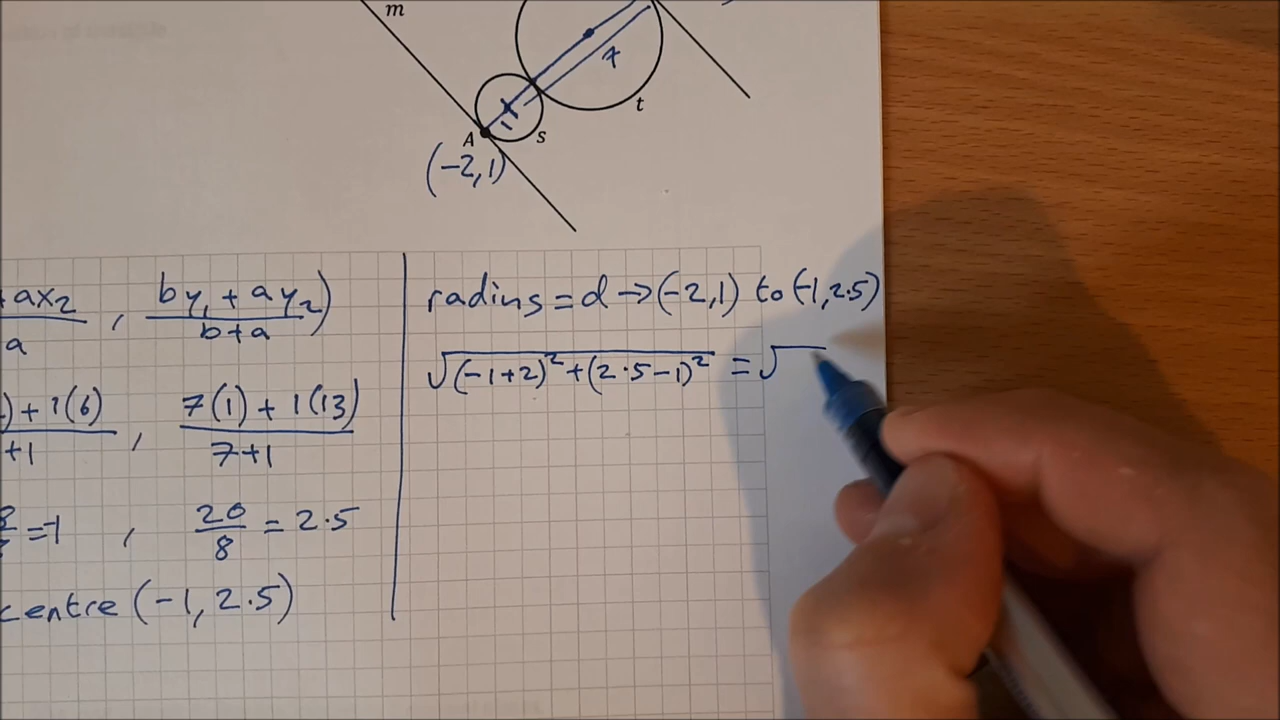 m
7
t
A
s
(-2,1)
+ax₂/a , by₁+ay₂/b+a)
)+1(6)/+1 , 7(1)+1(13)/7+1
=-1 , 20/8 = 2.5
centre (-1, 2.5)
radius = d → (-2,1) to (-1,2.5)
√(-1+2)²+(2.5-1)² = √